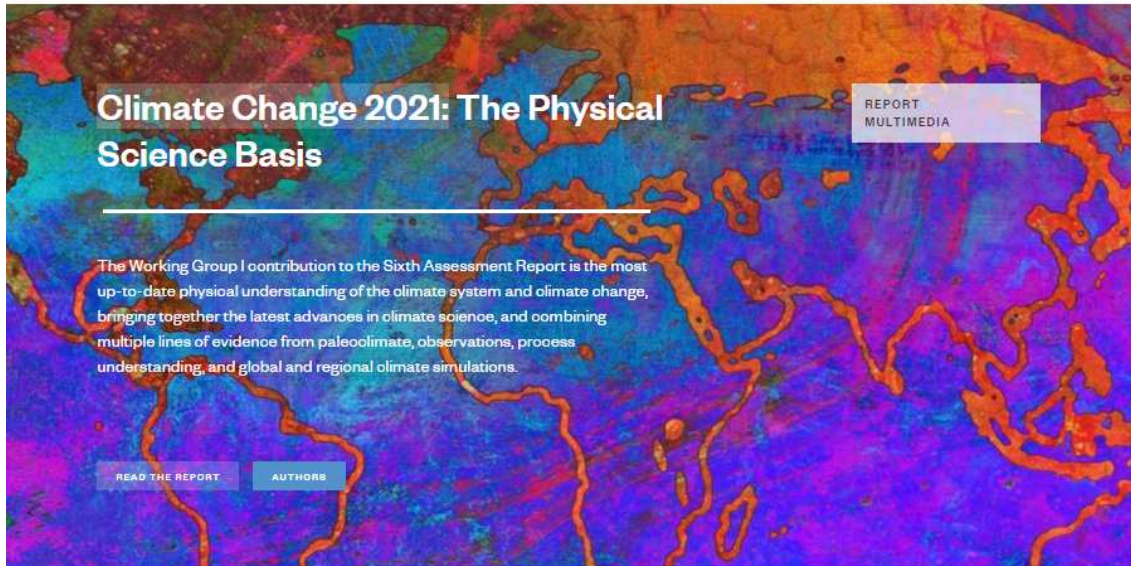 Climate Change 2021: The Physical
Science Basis
REPORT
MULTIMEDIA
The Working Group I contribution to the Sixth Assessment Report is the most
up-to-date physical understanding of the climate system and climate change,
bringing together the latest advances in climate science, and combining
multiple lines of evidence from paleoclimate, observations, process
understanding, and global and regional climate simulations.
READ THE REPORT
AUTHORS